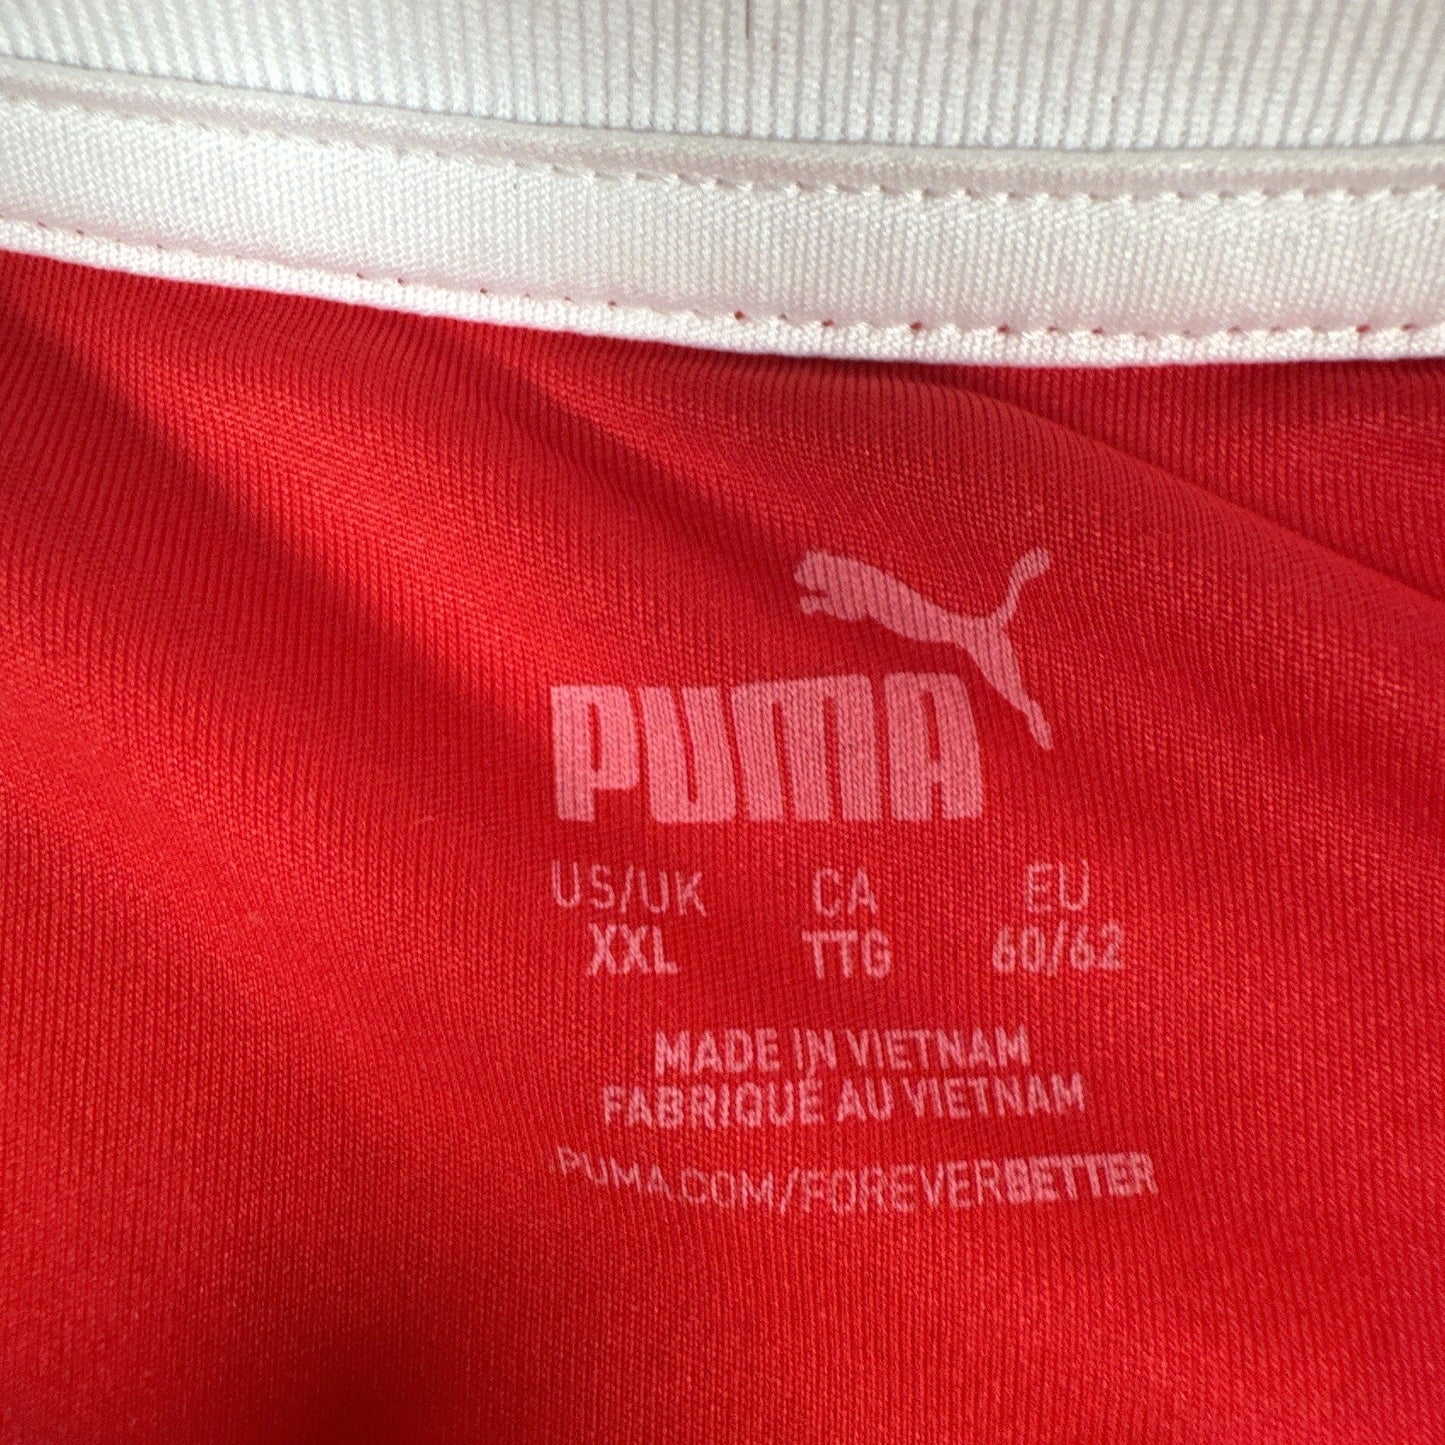 PUMA
US/UK CA EU
XXL TTG 60/62
MADE IN VIETNAM
FABRIQUÉ AU VIETNAM
PUMA.COM/FOREVERBETTER